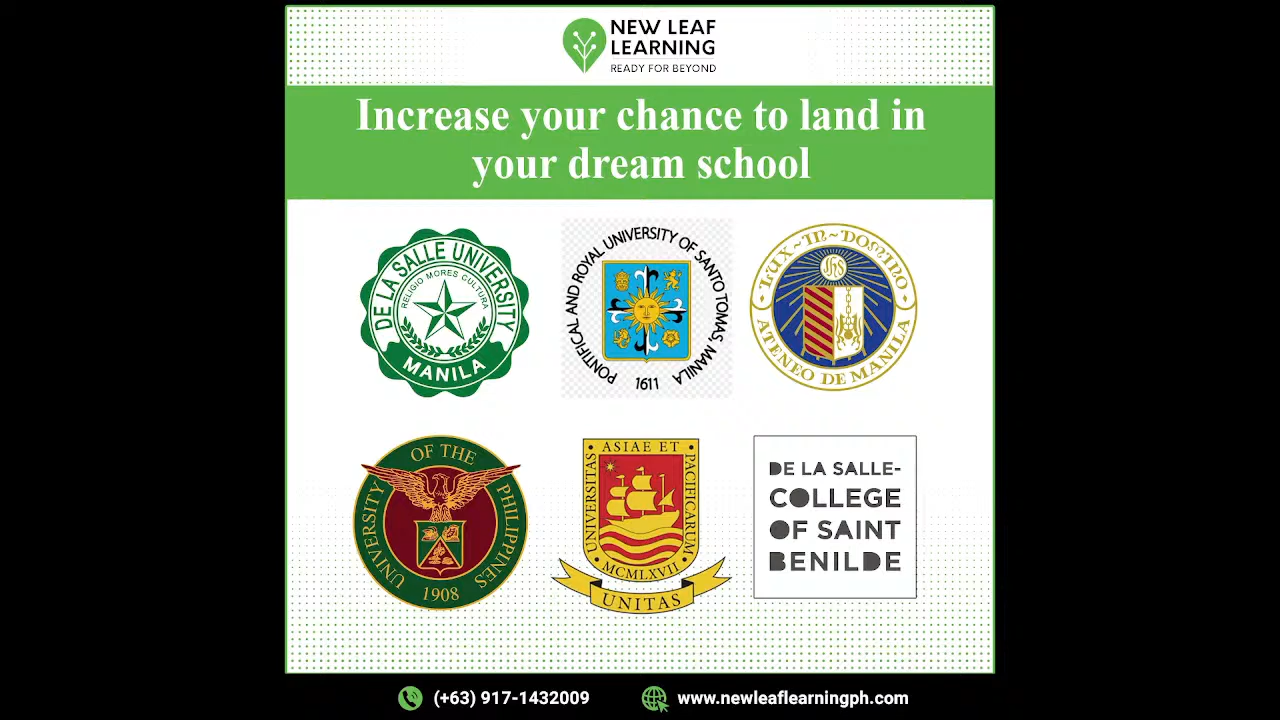 NEW LEAF
LEARNING
READY FOR BEYOND
Increase your chance to land in
your dream school
DE LA SALLE UNIVERSITY
RELIGIO MORES CULTURA
MANILA
PONTIFICAL AND ROYAL UNIVERSITY OF SANTO TOMAS, MANILA
1611
LUX~IN~DOMINO
IHS
ATENEO DE MANILA
UNIVERSITY OF THE PHILIPPINES
1908
UNIVERSITAS • ASIAE ET • PACIFICARUM
MCMLXVII
UNITAS
DE LA SALLE-
COLLEGE
OF SAINT
BENILDE
(+63) 917-1432009
www.newleaflearningph.com